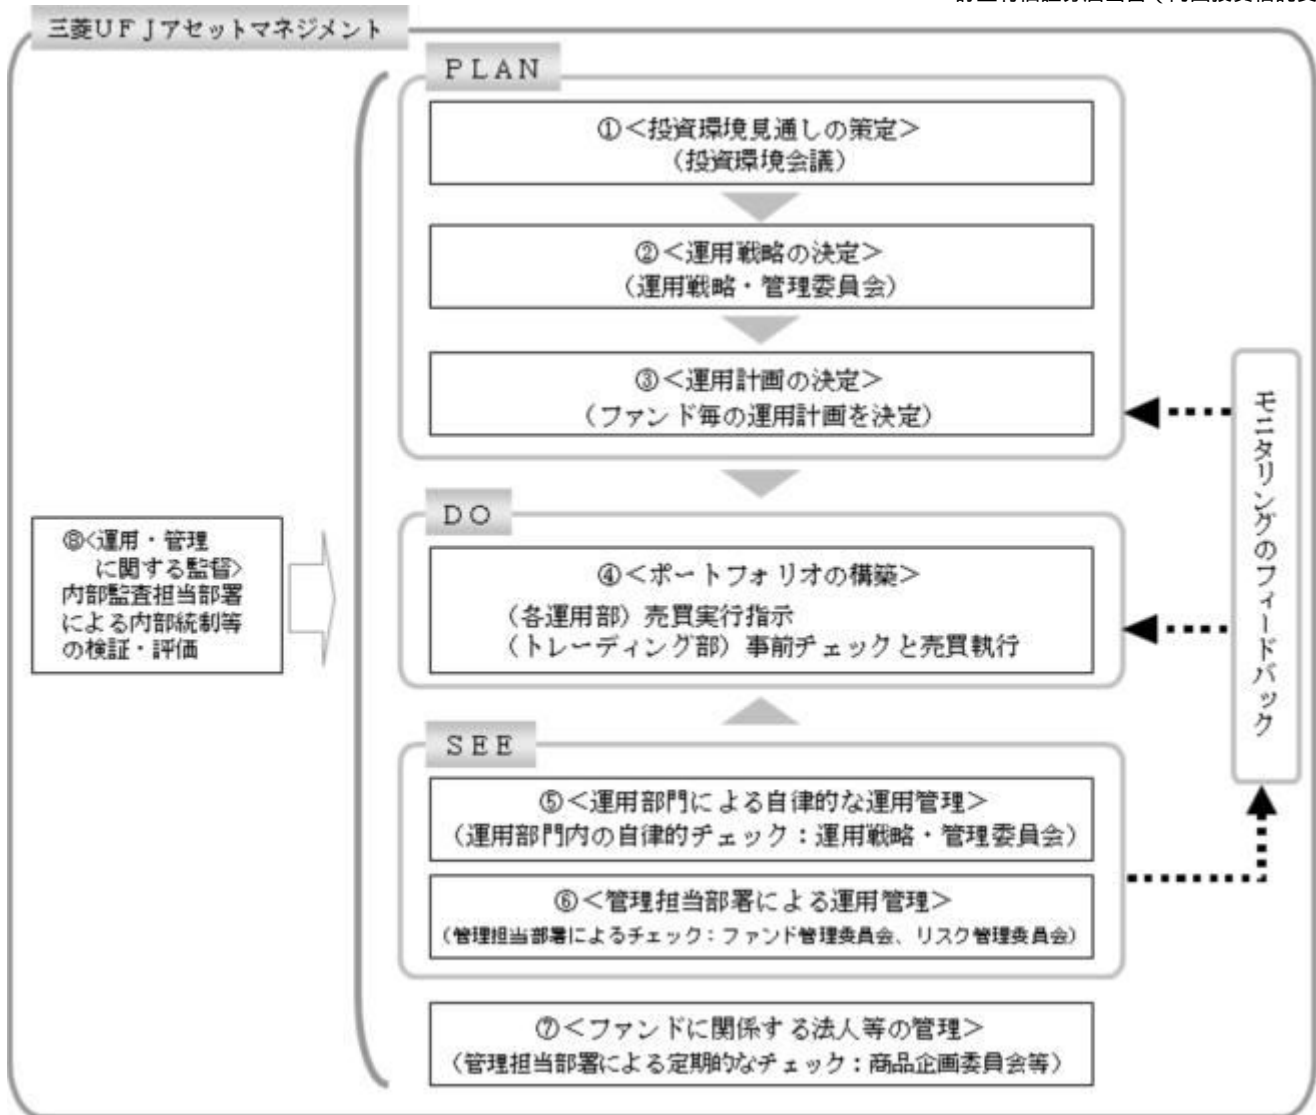 三菱UFJアセットマネジメント
PLAN
①<投資環境見通しの策定>
(投資環境会議)
②<運用戦略の決定>
(運用戦略・管理委員会)
③<運用計画の決定>
(ファンド毎の運用計画を決定)
DO
④<ポートフォリオの構築>
(各運用部)売買実行指示
(トレーディング部)事前チェックと売買執行
SEE
⑤<運用部門による自律的な運用管理>
(運用部門内の自律的チェック:運用戦略・管理委員会)
⑥<管理担当部署による運用管理>
(管理担当部署によるチェック:ファンド管理委員会、リスク管理委員会)
⑦<ファンドに関係する法人等の管理>
(管理担当部署による定期的なチェック:商品企画委員会等)
⑧<運用・管理
に関する監督>
内部監査担当部署
による内部統制等
の検証・評価
モニタリングのフィードバック